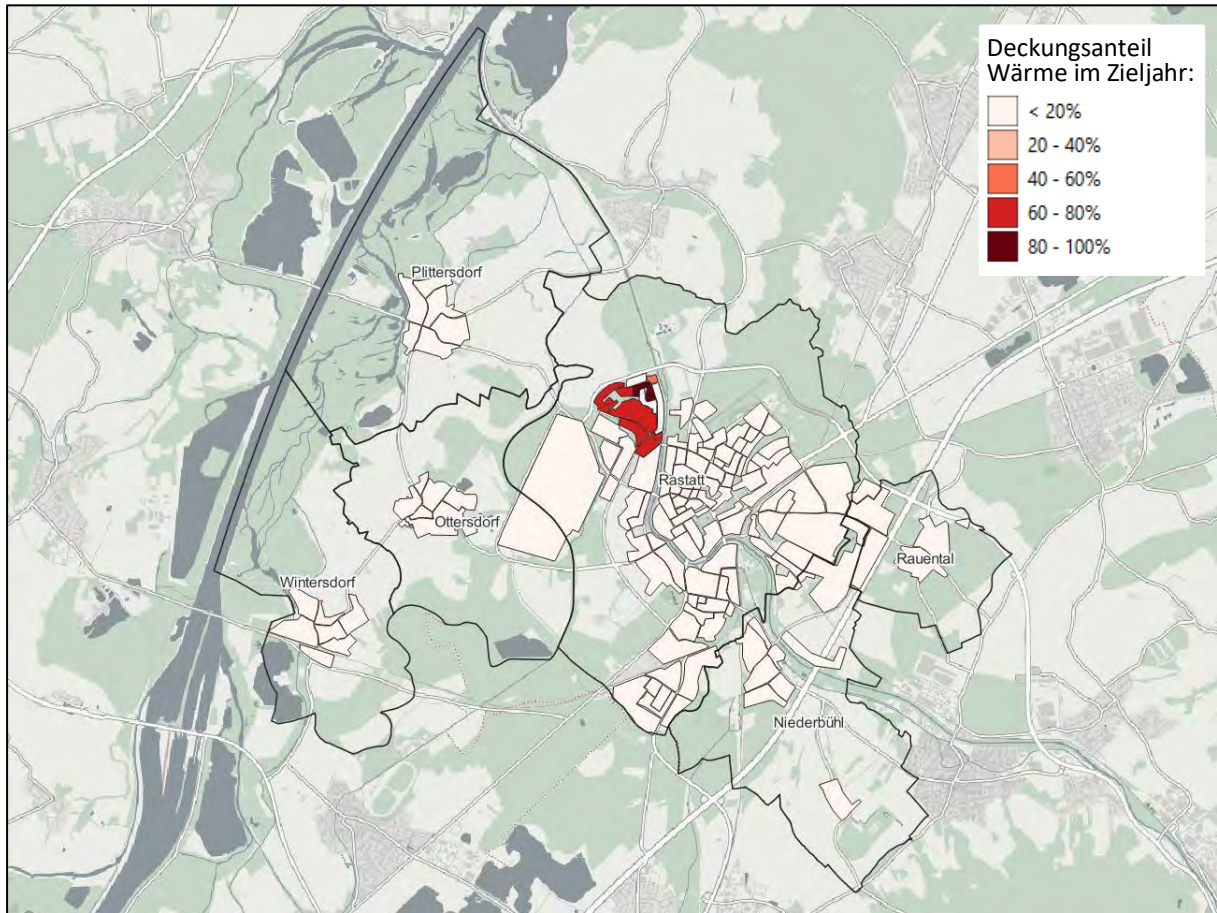 Deckungsanteil
Wärme im Zieljahr:
< 20%
20 - 40%
40 - 60%
60 - 80%
80 - 100%
Plittersdorf
Rastatt
Ottersdorf
Rauental
Wintersdorf
Niederbühl